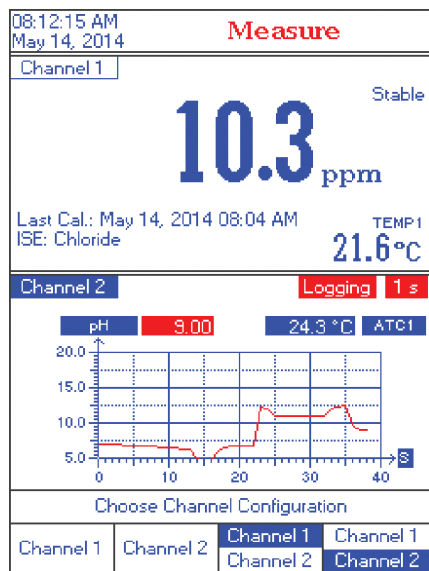 08:12:15 AM
May 14, 2014
Measure
Channel 1
Stable
10.3 ppm
Last Cal.: May 14, 2014 08:04 AM
ISE: Chloride
TEMP1
21.6°C
Channel 2
Logging 1 s
pH 9.00 24.3 °C ATC1
20.0
15.0
10.0
5.0
0 10 20 30 40
S
Choose Channel Configuration
Channel 1
Channel 2
Channel 1
Channel 2
Channel 1
Channel 2